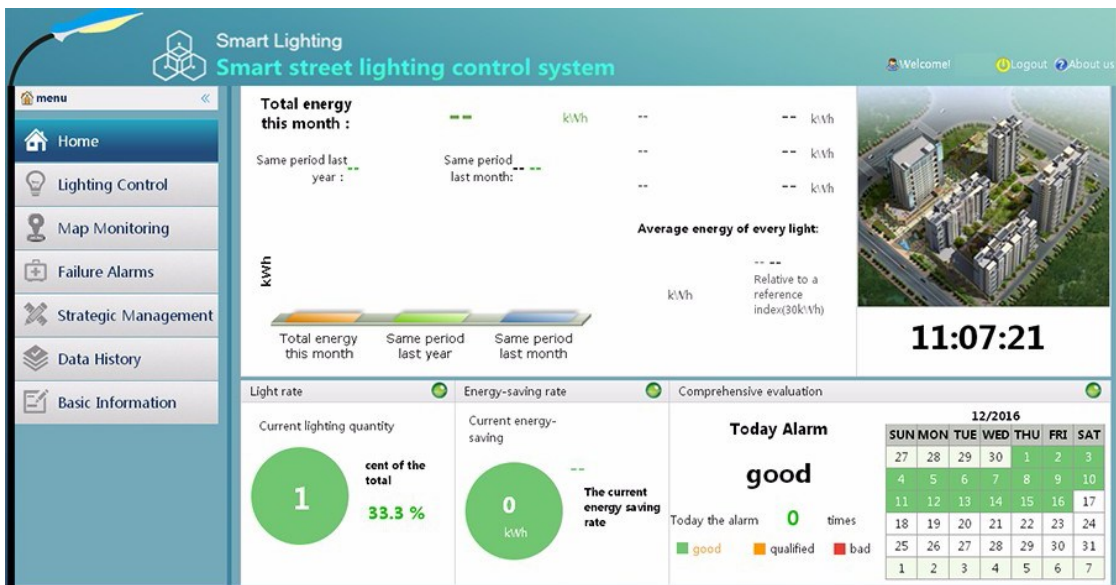 Smart Lighting
Smart street lighting control system
Welcome!
Logout
About us
menu
«
Home
Lighting Control
Map Monitoring
Failure Alarms
Strategic Management
Data History
Basic Information
Total energy
this month :
-- kWh
Same period last
year :
--
Same period
last month:
-- --
-- -- kWh
-- -- kWh
-- -- kWh
Average energy of every light:
kWh
-- --
Relative to a
reference
index(30kWh)
kWh
Total energy
this month
Same period
last year
Same period
last month
11:07:21
Light rate
Current lighting quantity
1
cent of the
total
33.3 %
Energy-saving rate
Current energy-
saving
0
kWh
--
The current
energy saving
rate
Comprehensive evaluation
Today Alarm
good
Today the alarm 0 times
good qualified bad
12/2016
SUN MON TUE WED THU FRI SAT
27 28 29 30 1 2 3
4 5 6 7 8 9 10
11 12 13 14 15 16 17
18 19 20 21 22 23 24
25 26 27 28 29 30 31
1 2 3 4 5 6 7